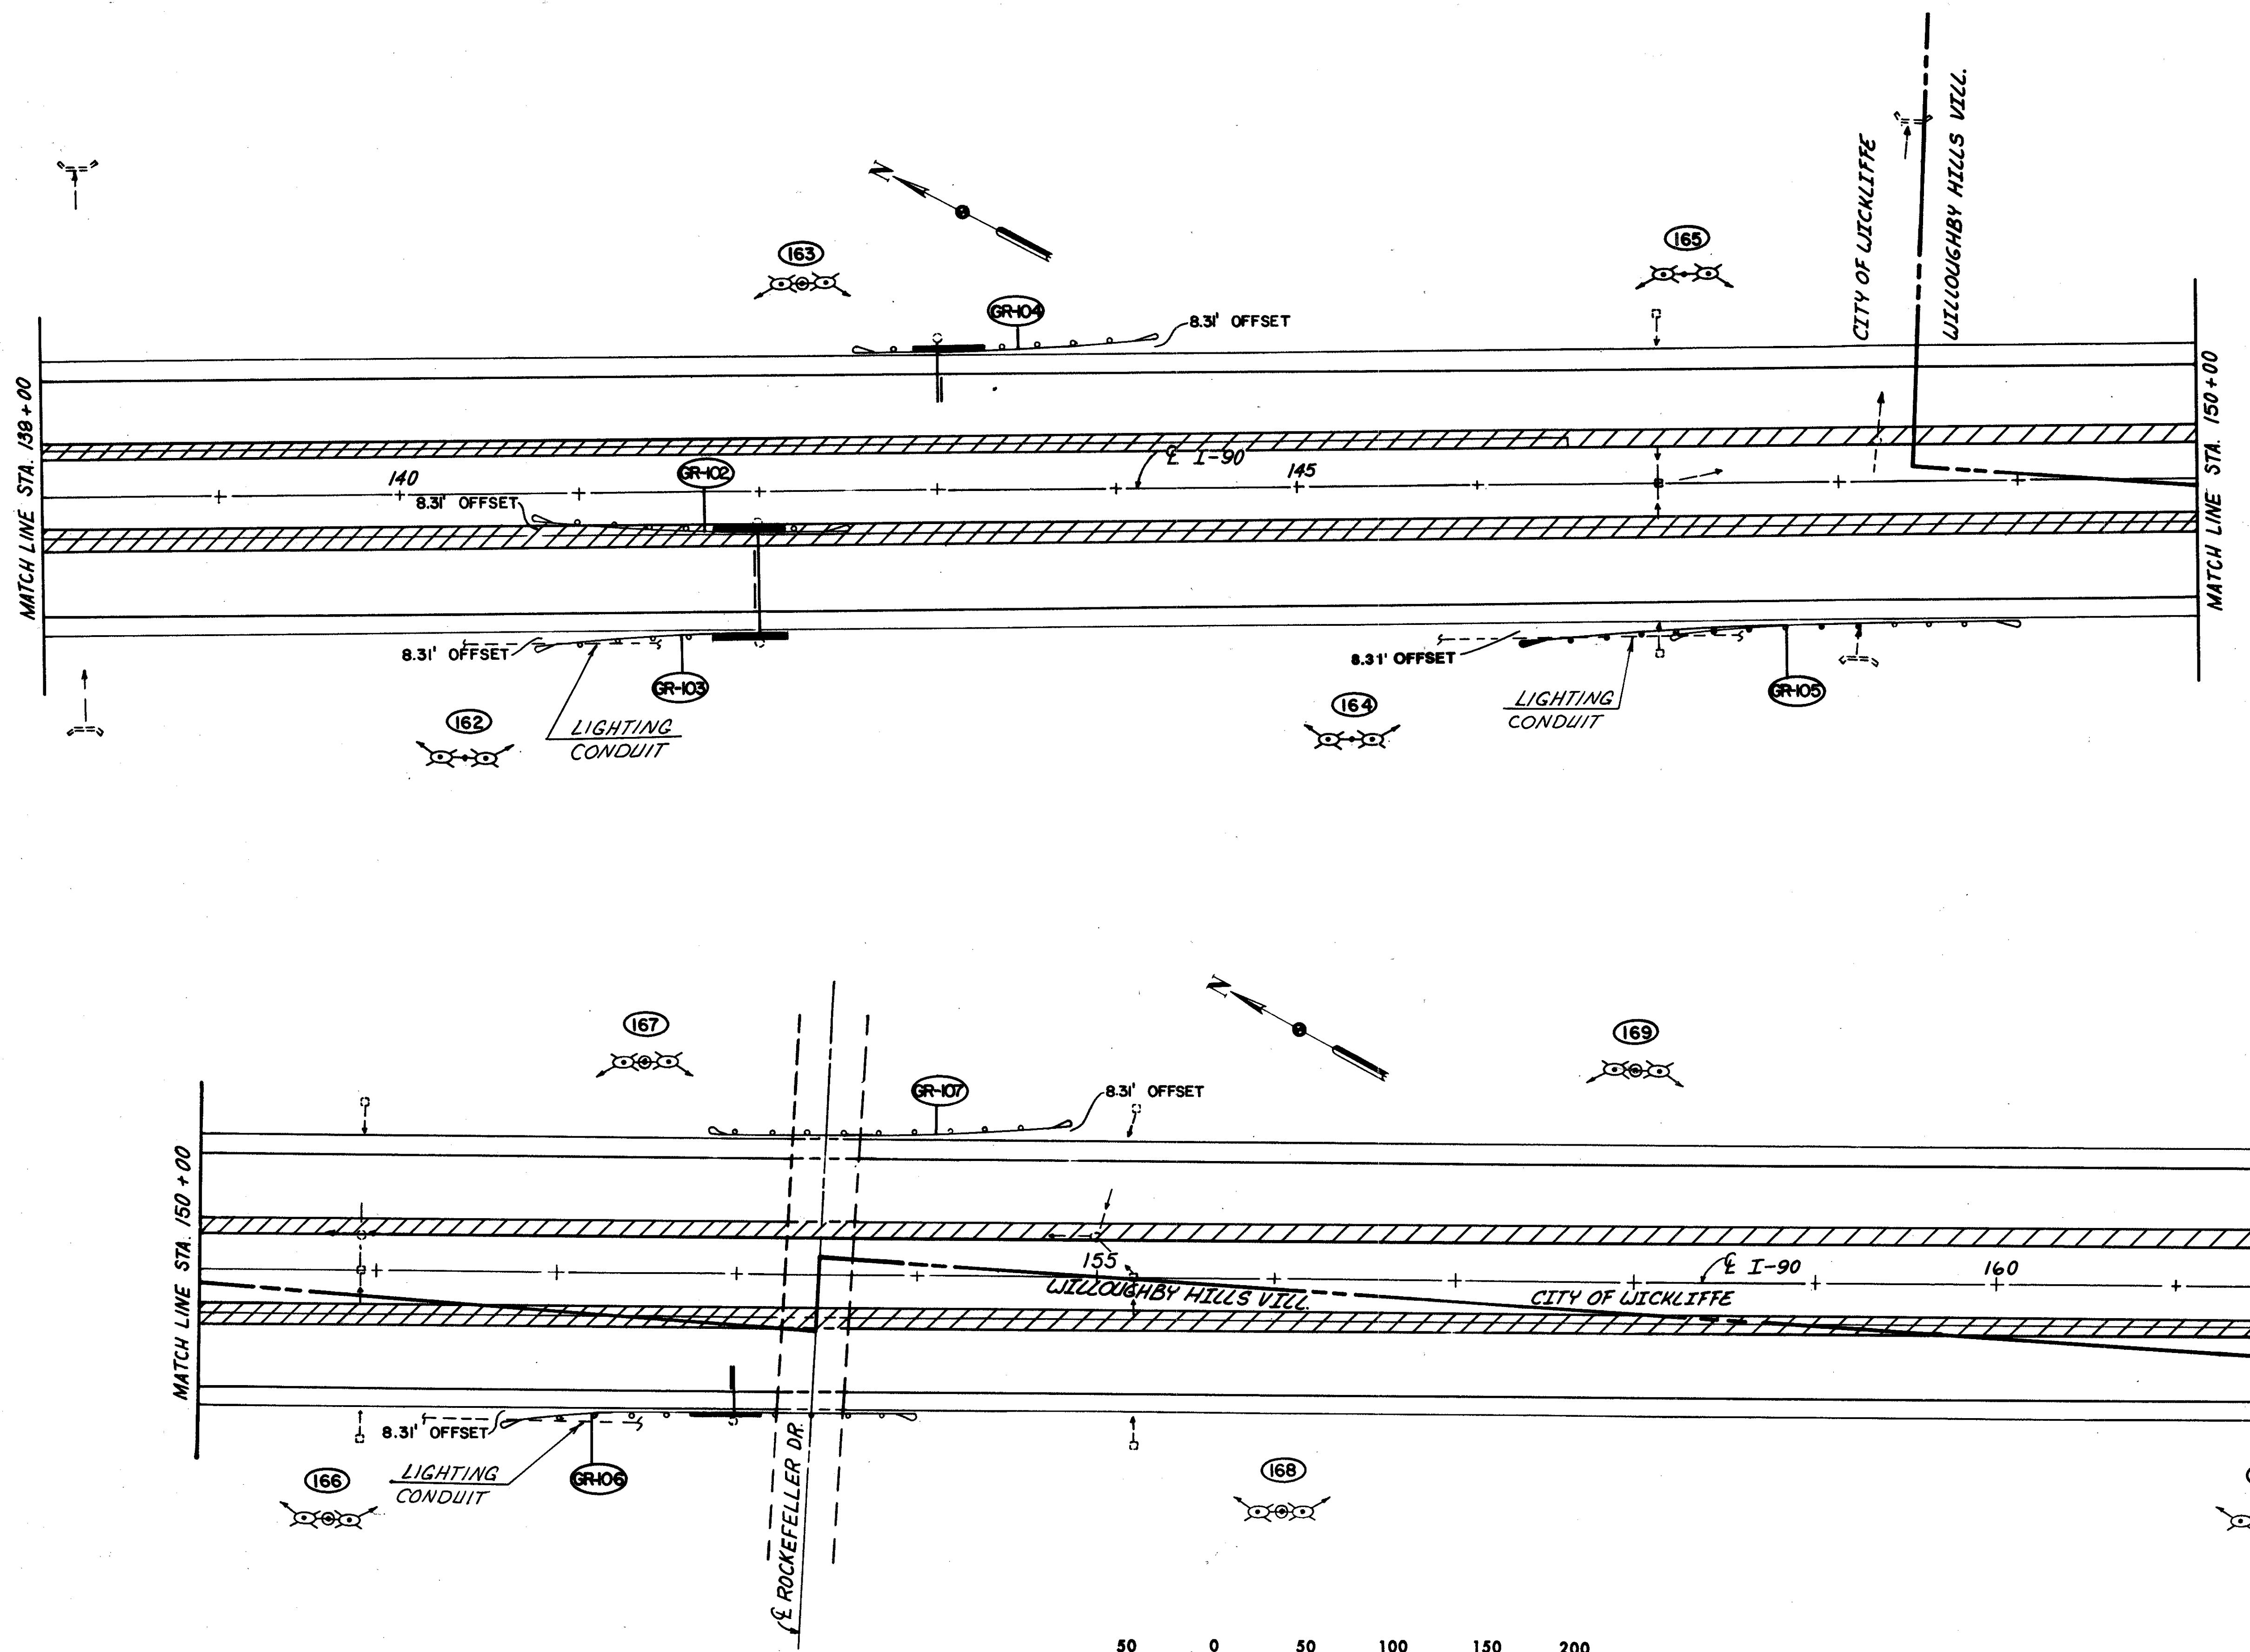 N
163
165
GR-104
8.31' OFFSET
CITY OF WICKLIFFE
WILLOUGHBY HILLS VILL.
MATCH LINE STA. 138+00
MATCH LINE STA. 150+00
140
GR-102
8.31' OFFSET
℄ I-90
145
8.31' OFFSET
GR-103
8.31' OFFSET
GR-105
162
LIGHTING
CONDUIT
164
LIGHTING
CONDUIT
N
167
169
GR-107
8.31' OFFSET
MATCH LINE STA. 150+00
155
WILLOUGHBY HILLS VILL.
℄ I-90
CITY OF WICKLIFFE
160
8.31' OFFSET
GR-106
166
LIGHTING
CONDUIT
168
℄ ROCKEFELLER DR.
50 0 50 100 150 200